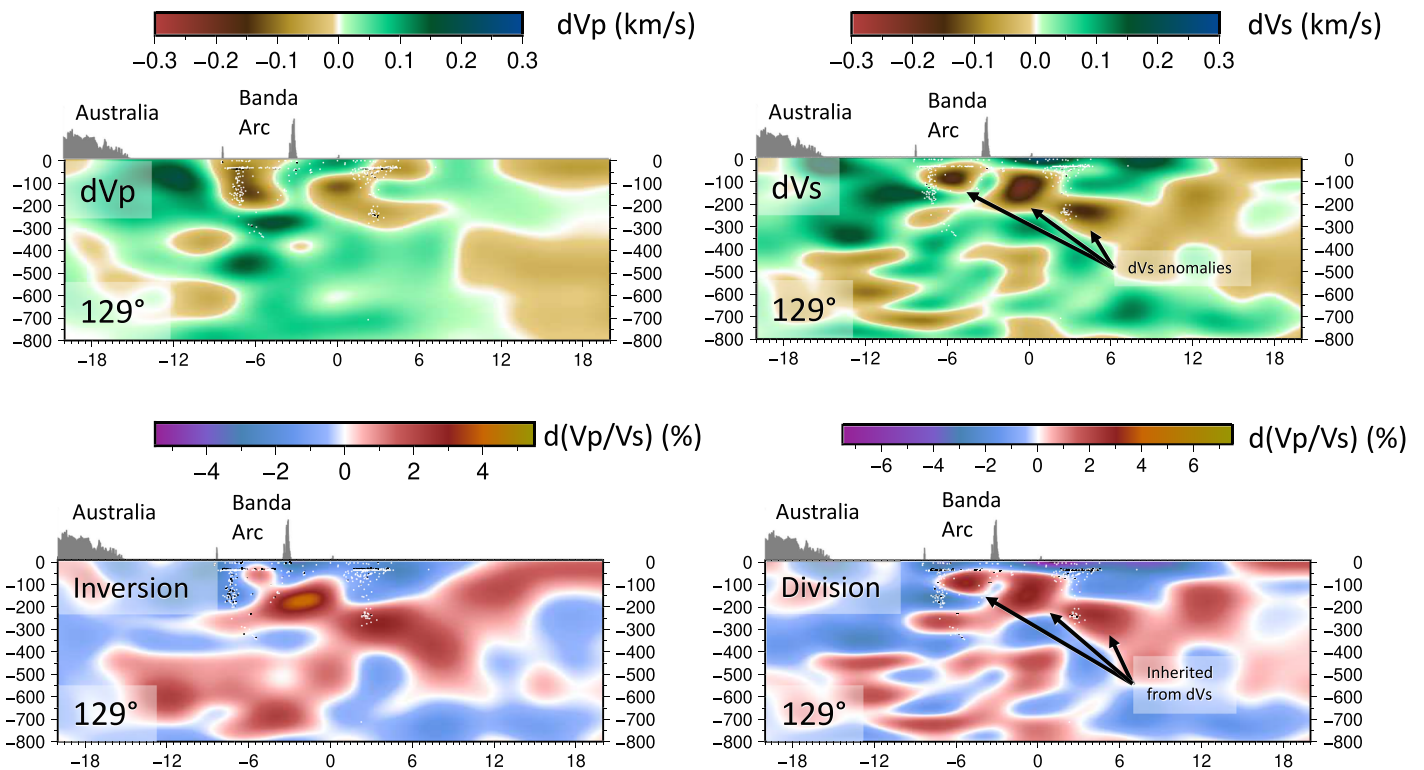 dVp (km/s)
−0.3 −0.2 −0.1 0.0 0.1 0.2 0.3
Australia
Banda
Arc
dVp
129°
0 0
−100 −100
−200 −200
−300 −300
−400 −400
−500 −500
−600 −600
−700 −700
−800 −800
−18 −12 −6 0 6 12 18
dVs (km/s)
−0.3 −0.2 −0.1 0.0 0.1 0.2 0.3
Australia
Banda
Arc
dVs
dVs anomalies
129°
0 0
−100 −100
−200 −200
−300 −300
−400 −400
−500 −500
−600 −600
−700 −700
−800 −800
−18 −12 −6 0 6 12 18
d(Vp/Vs) (%)
−4 −2 0 2 4
Australia
Banda
Arc
Inversion
129°
0 0
−100 −100
−200 −200
−300 −300
−400 −400
−500 −500
−600 −600
−700 −700
−800 −800
−18 −12 −6 0 6 12 18
d(Vp/Vs) (%)
−6 −4 −2 0 2 4 6
Australia
Banda
Arc
Division
Inherited
from dVs
129°
0 0
−100 −100
−200 −200
−300 −300
−400 −400
−500 −500
−600 −600
−700 −700
−800 −800
−18 −12 −6 0 6 12 18